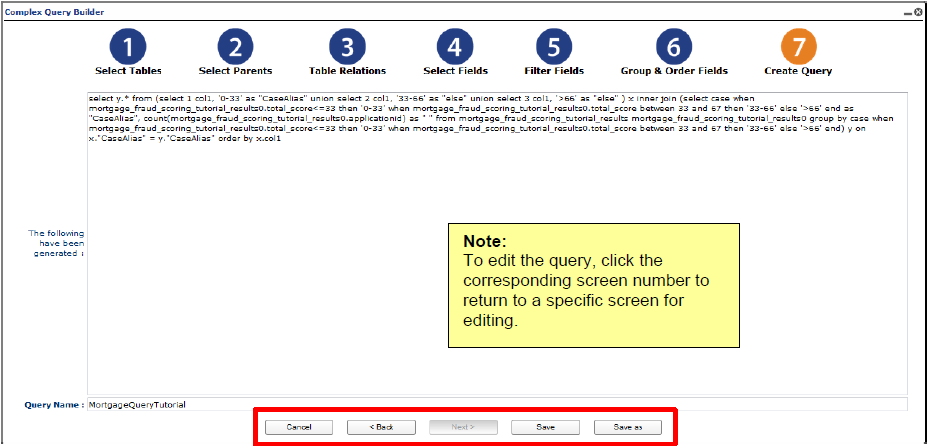 Complex Query Builder
1 2 3 4 5 6 7
Select Tables Select Parents Table Relations Select Fields Filter Fields Group & Order Fields Create Query
select y.* from (select 1 col1, '0-33' as "CaseAlias" union select 2 col1, '33-66' as "else" union select 3 col1, '>66' as "else" ) x inner join (select case when
mortgage_fraud_scoring_tutorial_results0.total_score<=33 then '0-33' when mortgage_fraud_scoring_tutorial_results0.total_score between 33 and 67 then '33-66' else '>66' end as
"CaseAlias", count(mortgage_fraud_scoring_tutorial_results0.applicationid) as " " from mortgage_fraud_scoring_tutorial_results mortgage_fraud_scoring_tutorial_results0 group by case when
mortgage_fraud_scoring_tutorial_results0.total_score<=33 then '0-33' when mortgage_fraud_scoring_tutorial_results0.total_score between 33 and 67 then '33-66' else '>66' end) y on
x."CaseAlias" = y."CaseAlias" order by x.col1
The following
have been
generated :
Note:
To edit the query, click the
corresponding screen number to
return to a specific screen for
editing.
Query Name : MortgageQueryTutorial
Cancel < Back Next > Save Save as